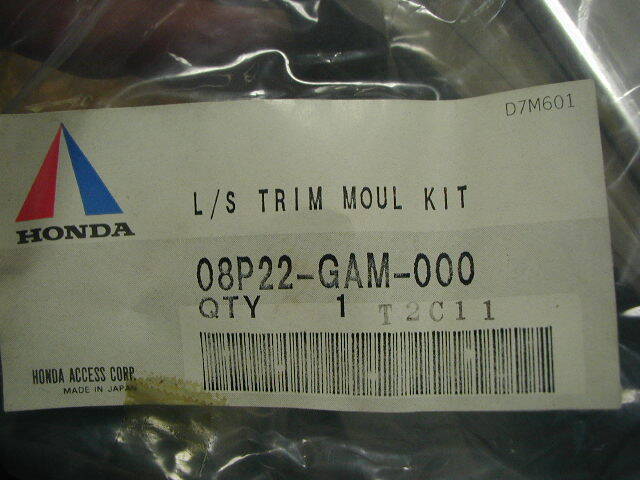 D7M601
HONDA
L/S TRIM MOUL KIT
08P22-GAM-000
QTY 1 T2C11
HONDA ACCESS CORP.
MADE IN JAPAN